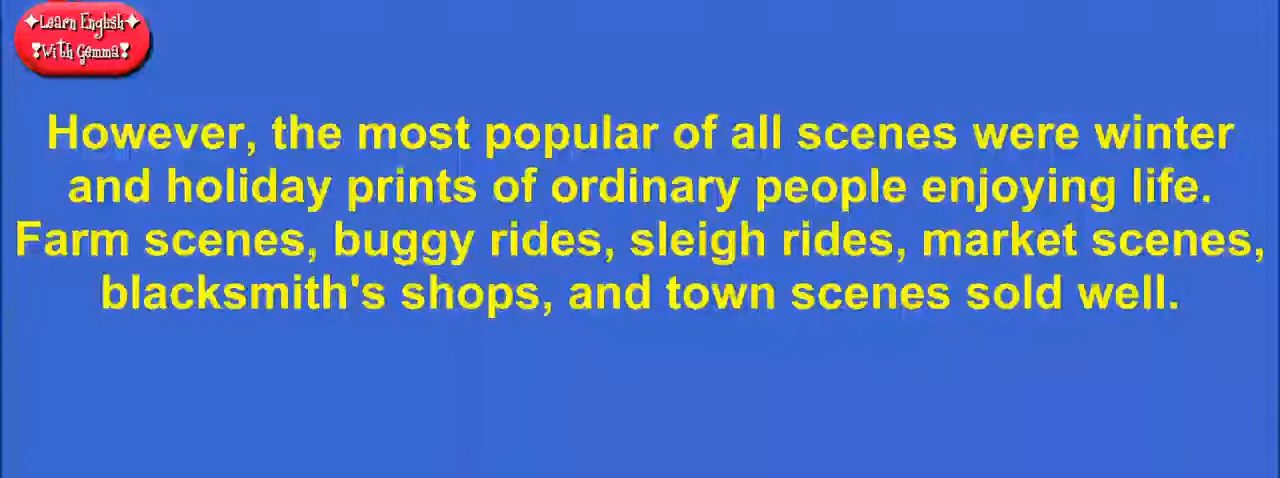 Learn English
With Gemma
However, the most popular of all scenes were winter
and holiday prints of ordinary people enjoying life.
Farm scenes, buggy rides, sleigh rides, market scenes,
blacksmith's shops, and town scenes sold well.